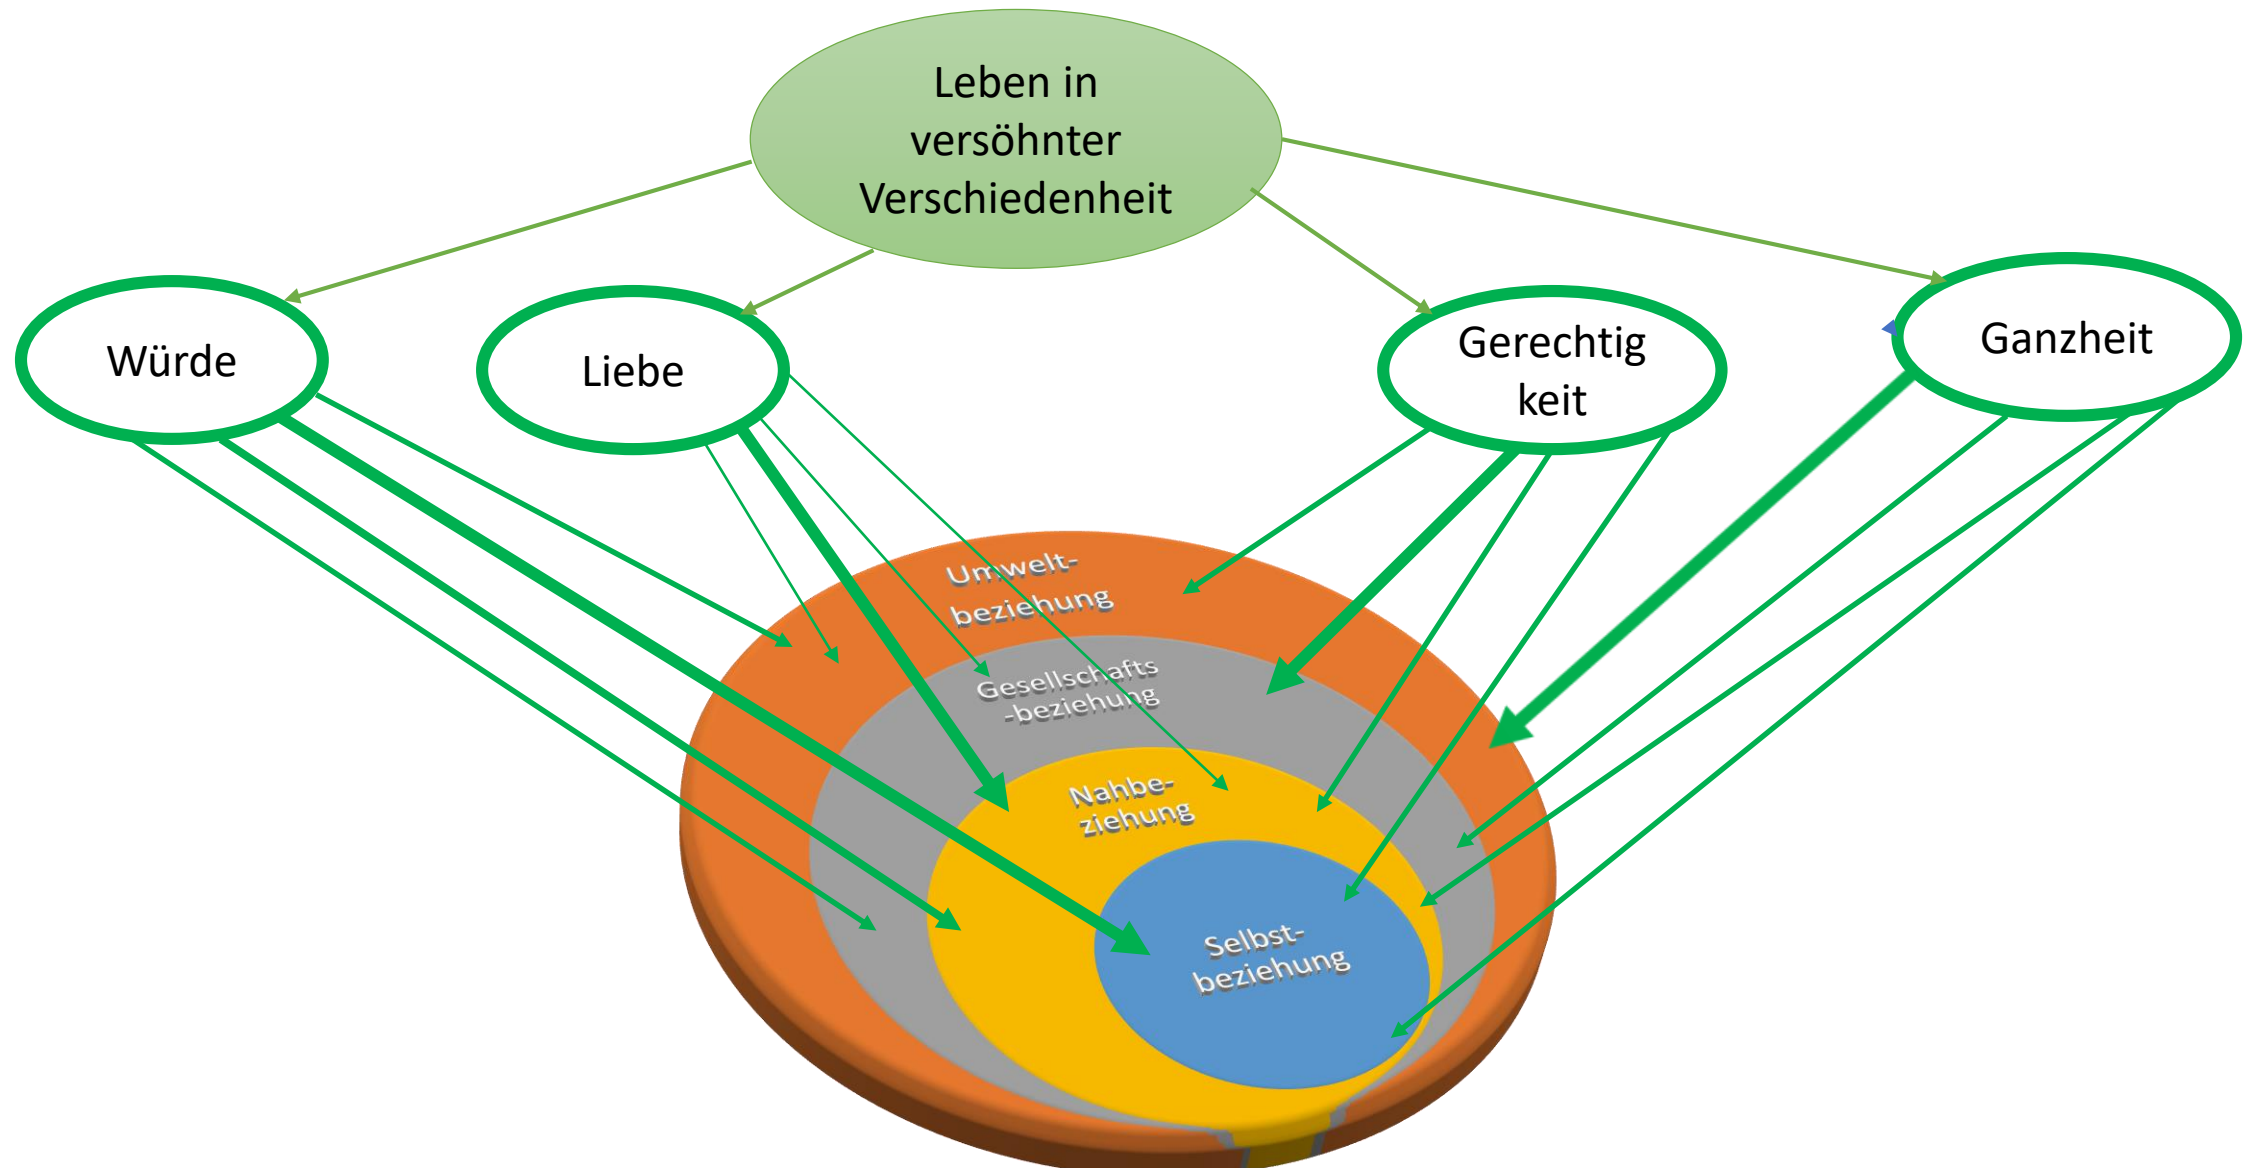 Leben in
versöhnter
Verschiedenheit
Würde
Liebe
Gerechtig
keit
Ganzheit
Umwelt-
beziehung
Gesellschafts
-beziehung
Nahbe-
ziehung
Selbst-
beziehung